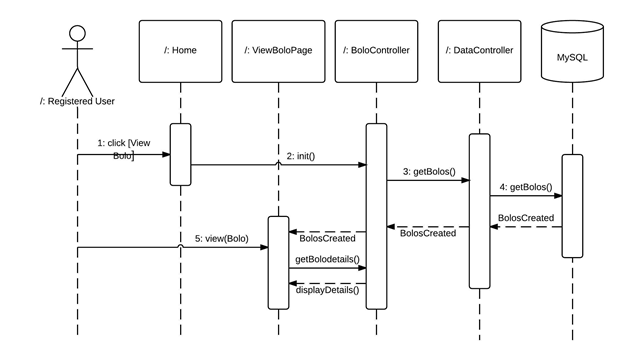 /: Home
/: ViewBoloPage
/: BoloController
/: DataController
MySQL
/: Registered User
1: click [View
Bolo]
2: init()
3: getBolos()
4: getBolos()
BolosCreated
BolosCreated
BolosCreated
5: view(Bolo)
getBolodetails()
displayDetails()